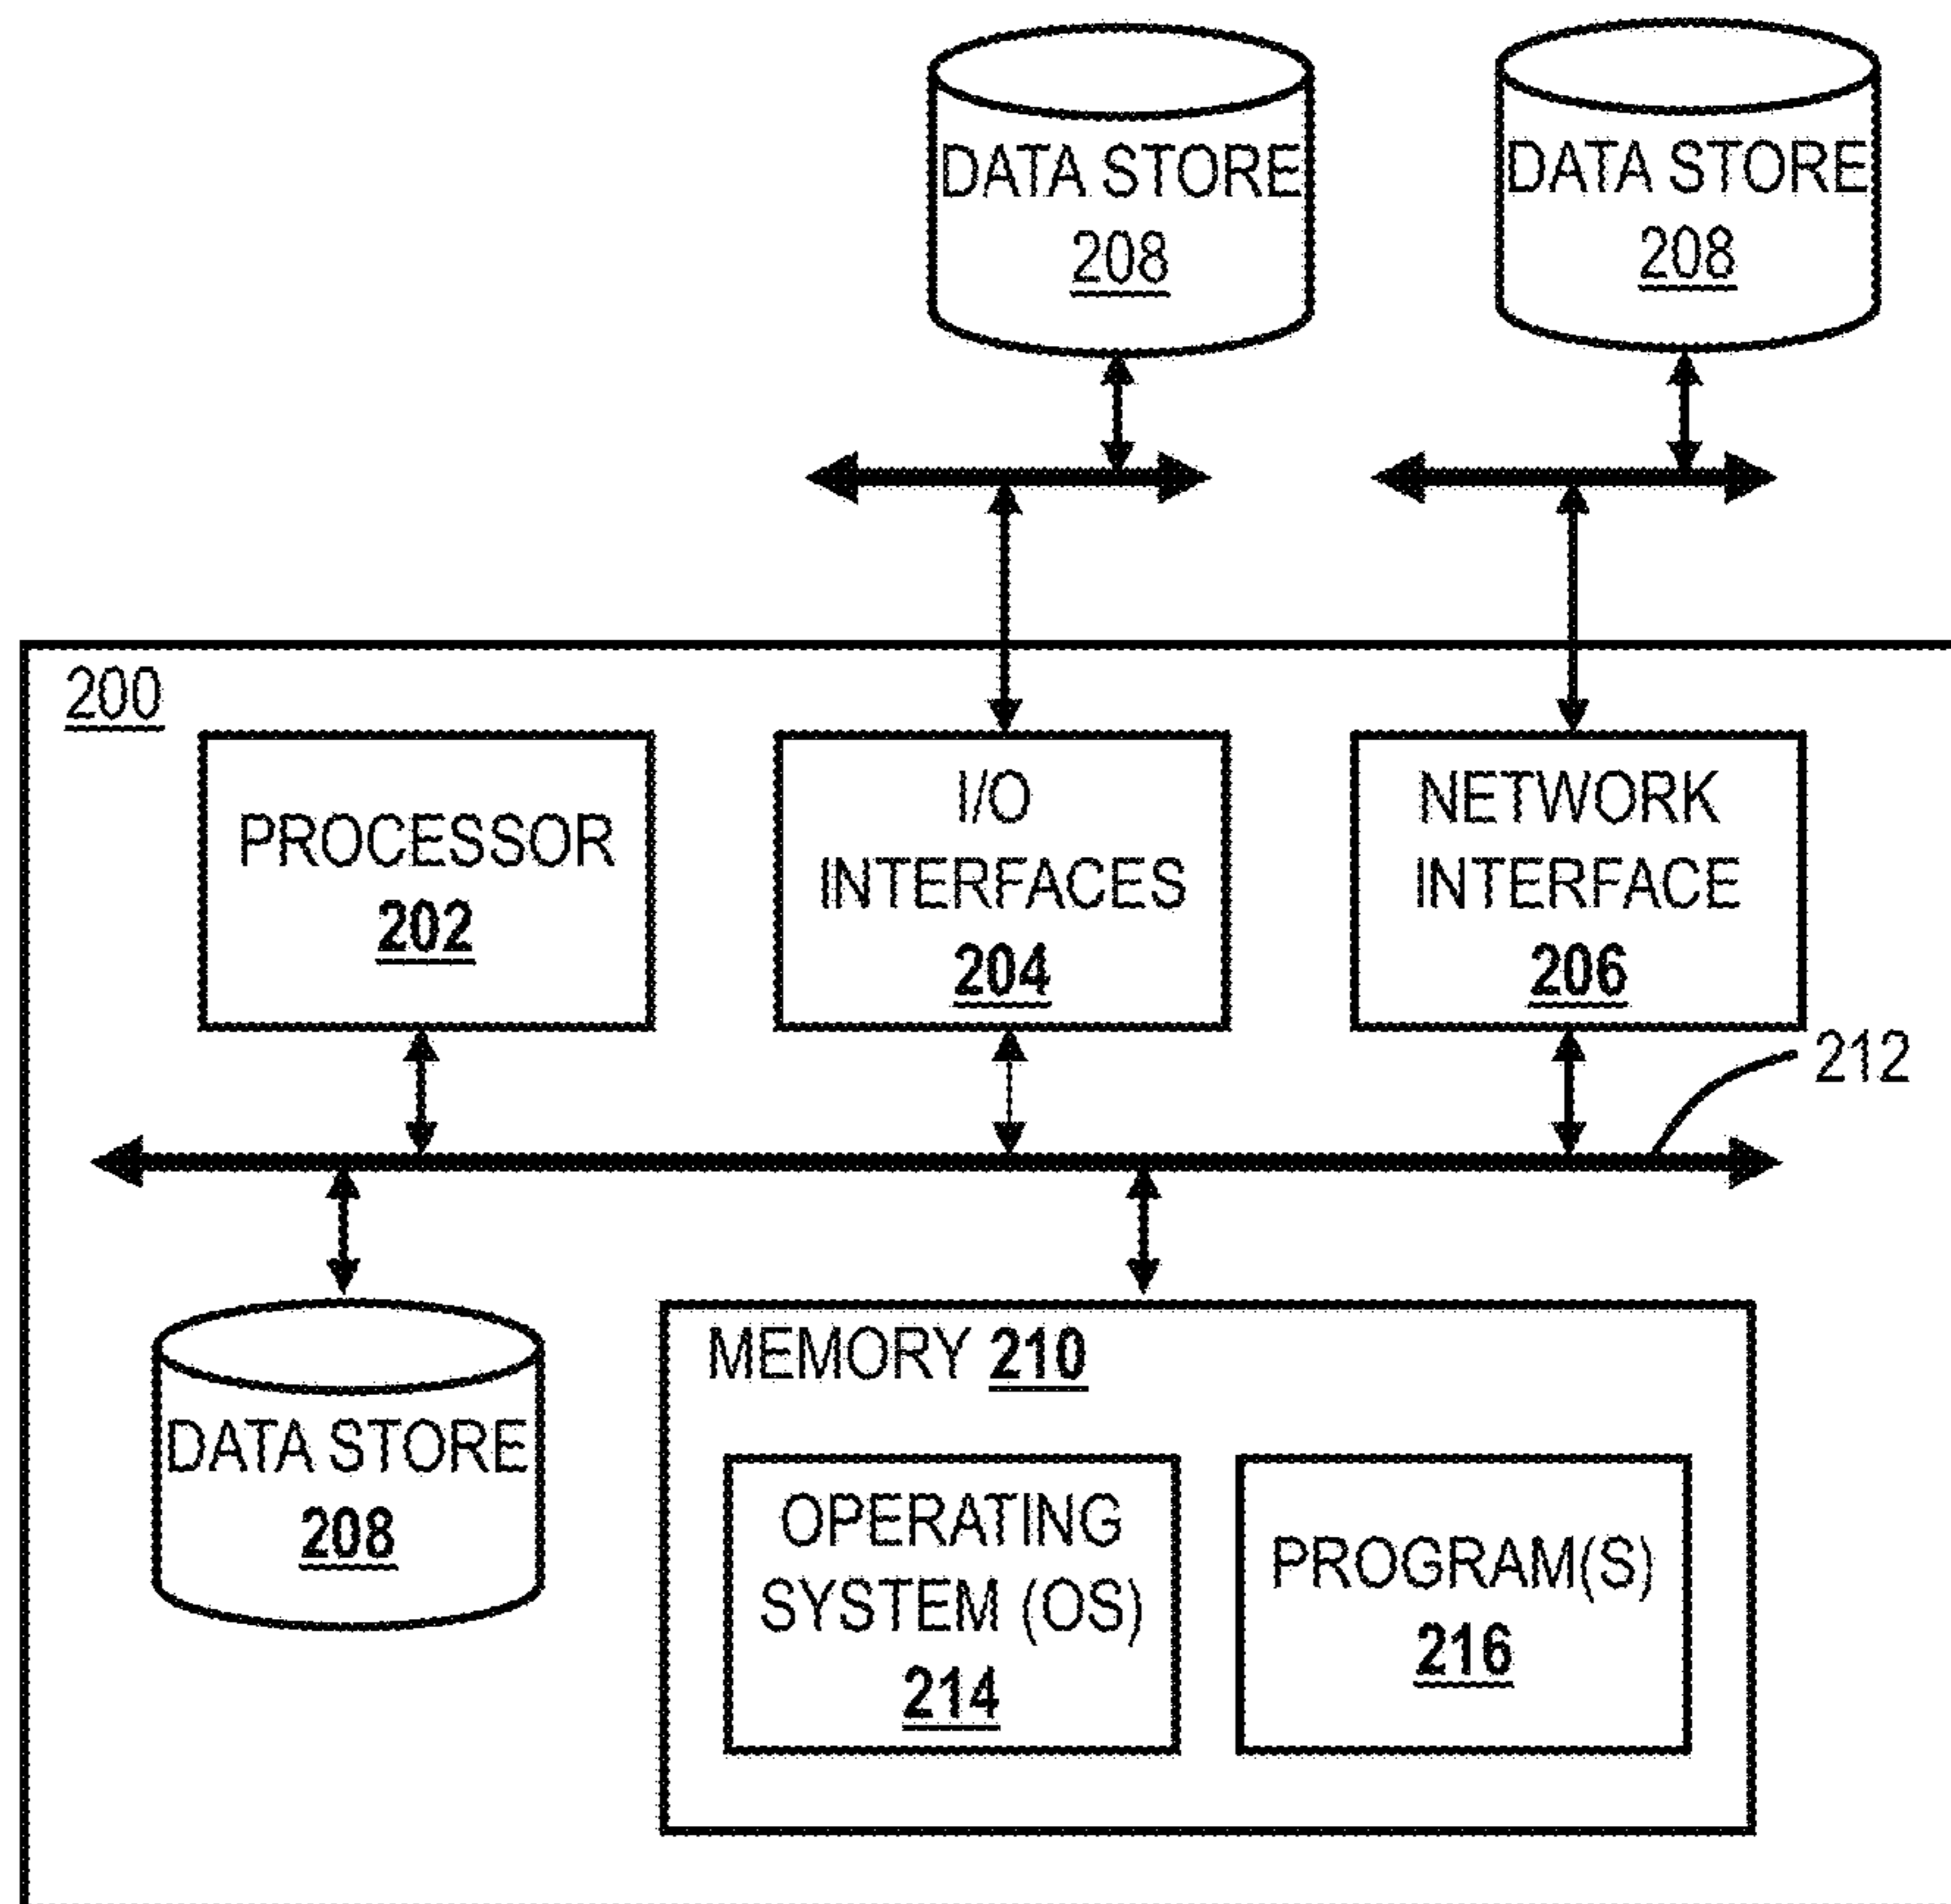 DATA STORE
208
DATA STORE
208
200
PROCESSOR
202
I/O
INTERFACES
204
NETWORK
INTERFACE
206
212
DATA STORE
208
MEMORY 210
OPERATING
SYSTEM (OS)
214
PROGRAM(S)
216